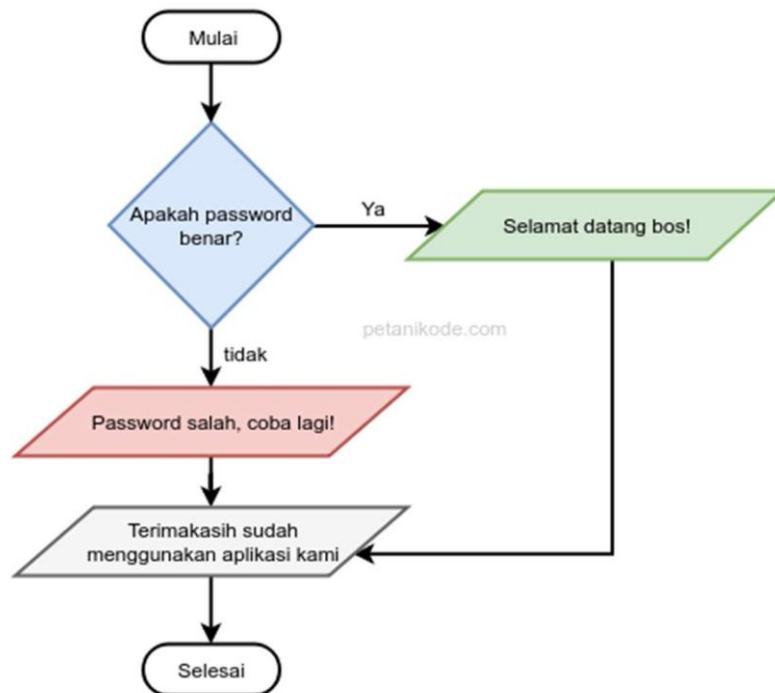 Mulai
Apakah password
benar?
Ya
Selamat datang bos!
petanikode.com
tidak
Password salah, coba lagi!
Terimakasih sudah
menggunakan aplikasi kami
Selesai